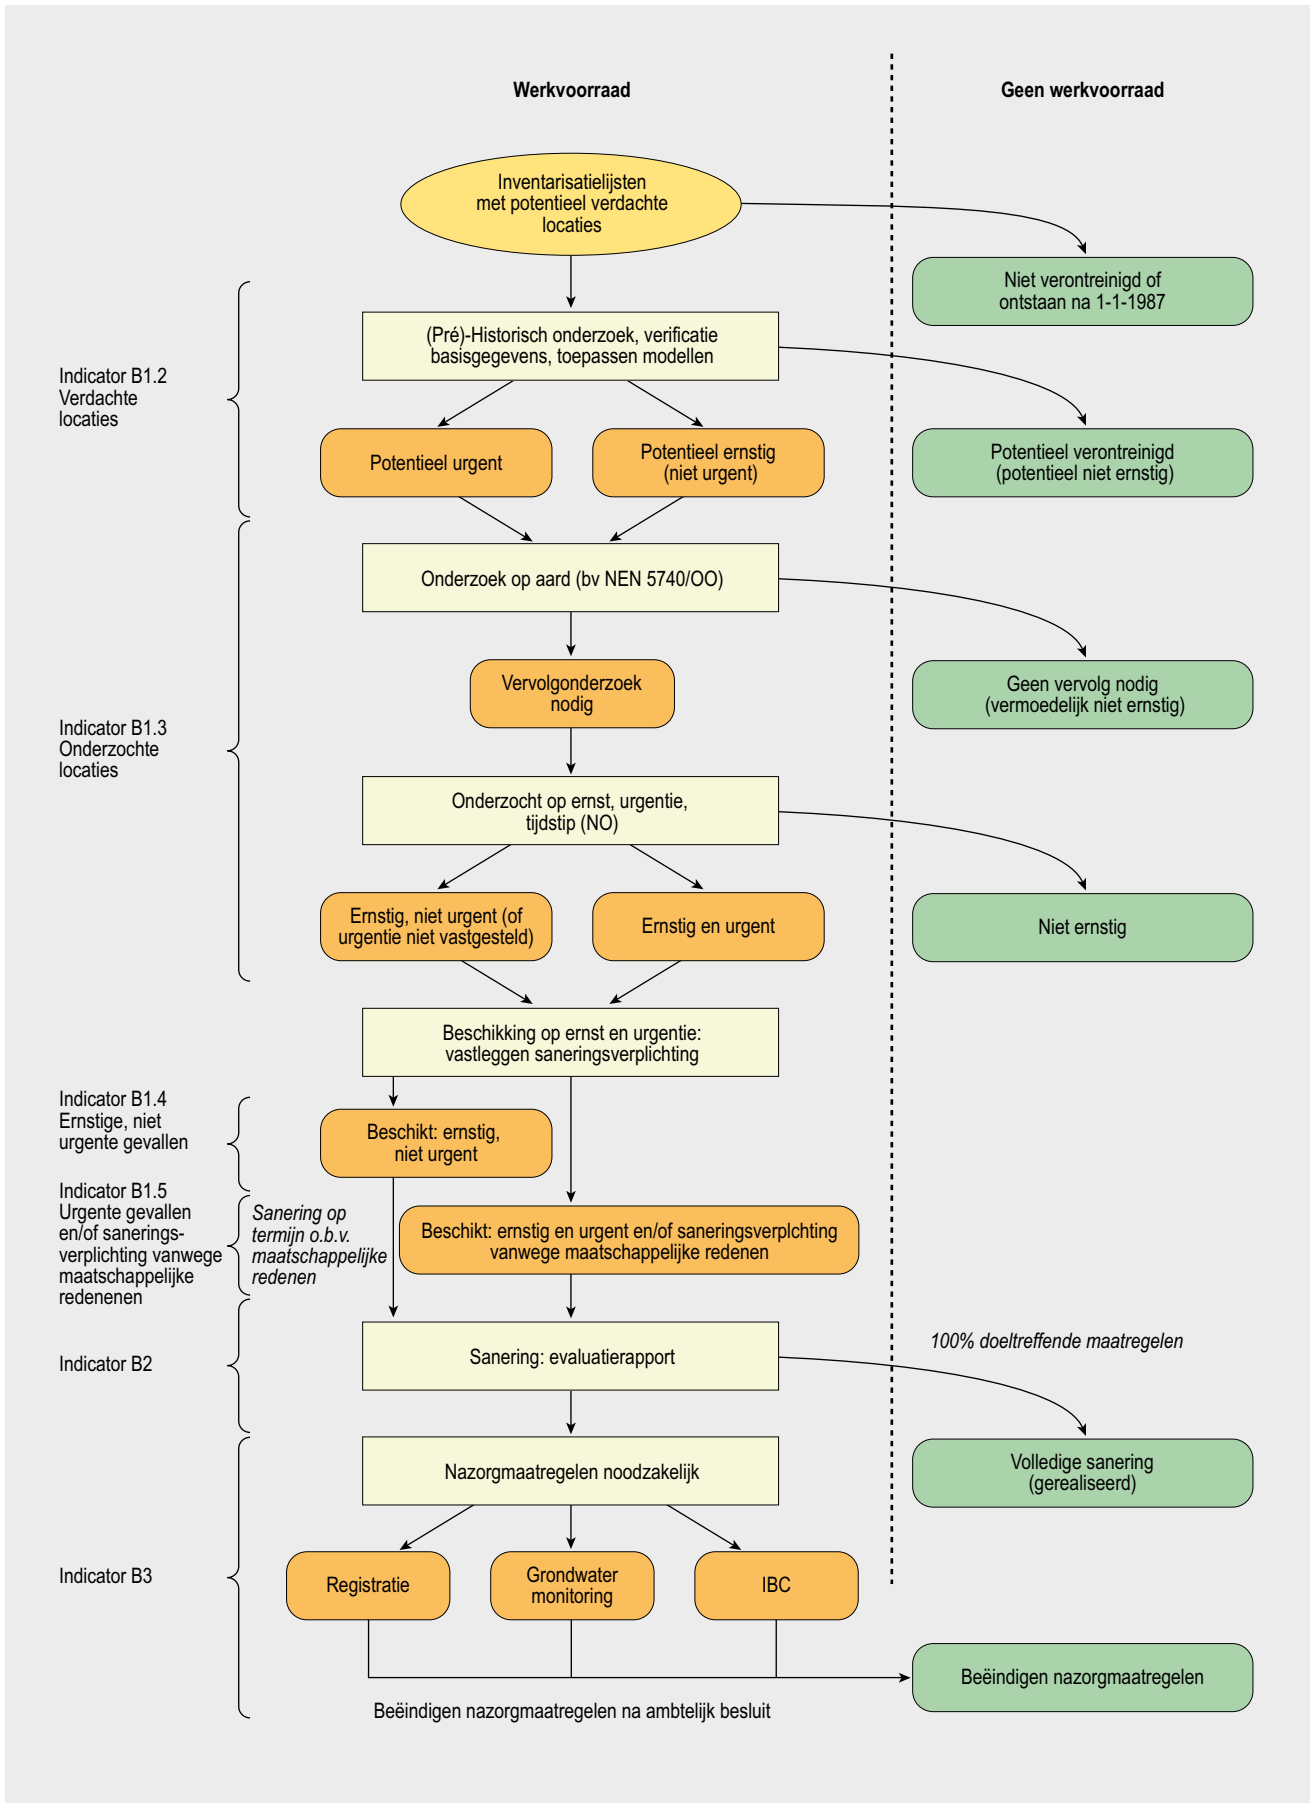 Werkvoorraad
Geen werkvoorraad
Inventarisatielijsten
met potentieel verdachte
locaties
Niet verontreinigd of
ontstaan na 1-1-1987
(Pré)-Historisch onderzoek, verificatie
basisgegevens, toepassen modellen
Indicator B1.2
Verdachte
locaties
Potentieel urgent
Potentieel ernstig
(niet urgent)
Potentieel verontreinigd
(potentieel niet ernstig)
Onderzoek op aard (bv NEN 5740/OO)
Vervolgonderzoek
nodig
Geen vervolg nodig
(vermoedelijk niet ernstig)
Indicator B1.3
Onderzochte
locaties
Onderzocht op ernst, urgentie,
tijdstip (NO)
Ernstig, niet urgent (of
urgentie niet vastgesteld)
Ernstig en urgent
Niet ernstig
Beschikking op ernst en urgentie:
vastleggen saneringsverplichting
Indicator B1.4
Ernstige, niet
urgente gevallen
Beschikt: ernstig,
niet urgent
Indicator B1.5
Urgente gevallen
en/of sanerings-
verplichting vanwege
maatschappelijke
redenenen
Sanering op
termijn o.b.v.
maatschappelijke
redenen
Beschikt: ernstig en urgent en/of saneringsverplchting
vanwege maatschappelijke redenen
Indicator B2
Sanering: evaluatierapport
100% doeltreffende maatregelen
Volledige sanering
(gerealiseerd)
Nazorgmaatregelen noodzakelijk
Indicator B3
Registratie
Grondwater
monitoring
IBC
Beëindigen nazorgmaatregelen
Beëindigen nazorgmaatregelen na ambtelijk besluit